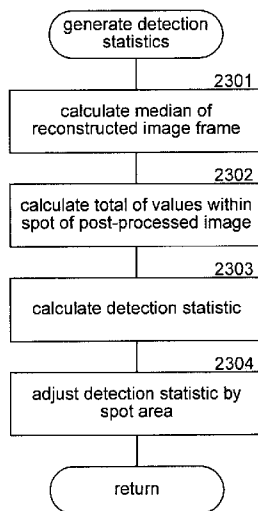 generate detection
statistics
2301
calculate median of
reconstructed image frame
2302
calculate total of values within
spot of post-processed image
2303
calculate detection statistic
2304
adjust detection statistic by
spot area
return